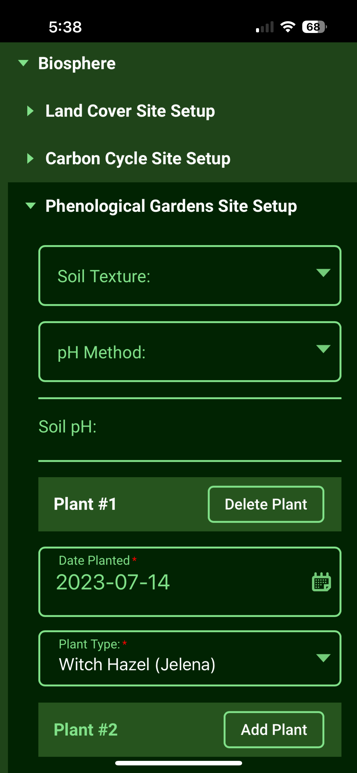 5:38
68
Biosphere
Land Cover Site Setup
Carbon Cycle Site Setup
Phenological Gardens Site Setup
Soil Texture:
pH Method:
Soil pH:
Plant #1
Delete Plant
Date Planted *
2023-07-14
Plant Type: *
Witch Hazel (Jelena)
Plant #2
Add Plant